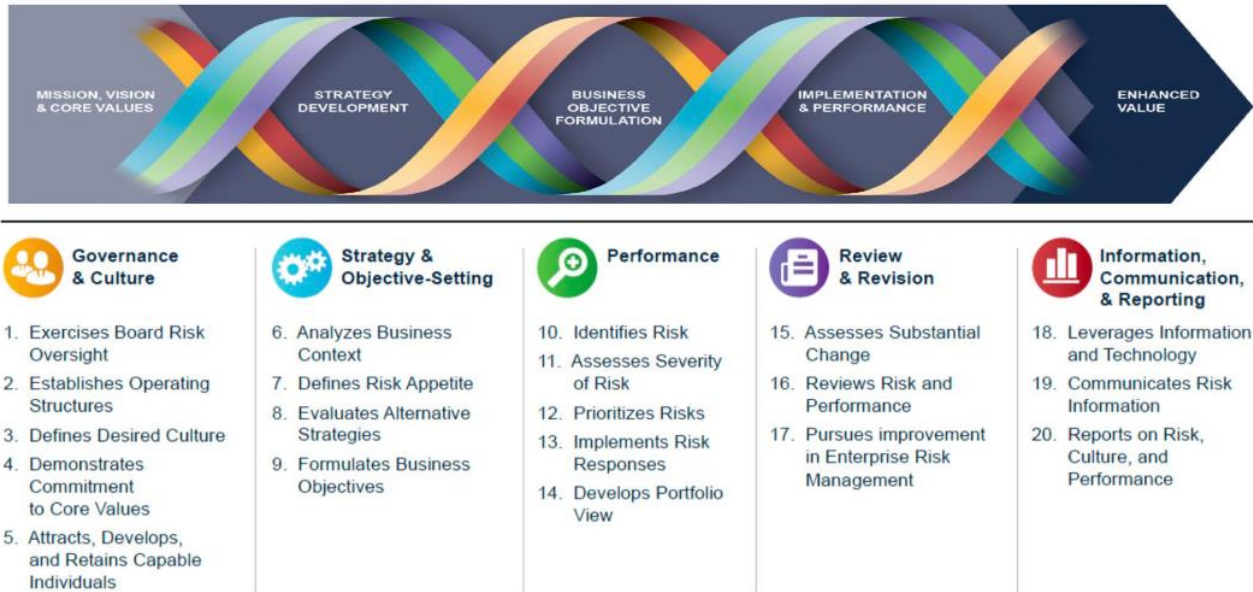 MISSION, VISION
& CORE VALUES
STRATEGY
DEVELOPMENT
BUSINESS
OBJECTIVE
FORMULATION
IMPLEMENTATION
& PERFORMANCE
ENHANCED
VALUE
Governance
& Culture
1. Exercises Board Risk
Oversight
2. Establishes Operating
Structures
3. Defines Desired Culture
4. Demonstrates
Commitment
to Core Values
5. Attracts, Develops,
and Retains Capable
Individuals
Strategy &
Objective-Setting
6. Analyzes Business
Context
7. Defines Risk Appetite
8. Evaluates Alternative
Strategies
9. Formulates Business
Objectives
Performance
10. Identifies Risk
11. Assesses Severity
of Risk
12. Prioritizes Risks
13. Implements Risk
Responses
14. Develops Portfolio
View
Review
& Revision
15. Assesses Substantial
Change
16. Reviews Risk and
Performance
17. Pursues improvement
in Enterprise Risk
Management
Information,
Communication,
& Reporting
18. Leverages Information
and Technology
19. Communicates Risk
Information
20. Reports on Risk,
Culture, and
Performance